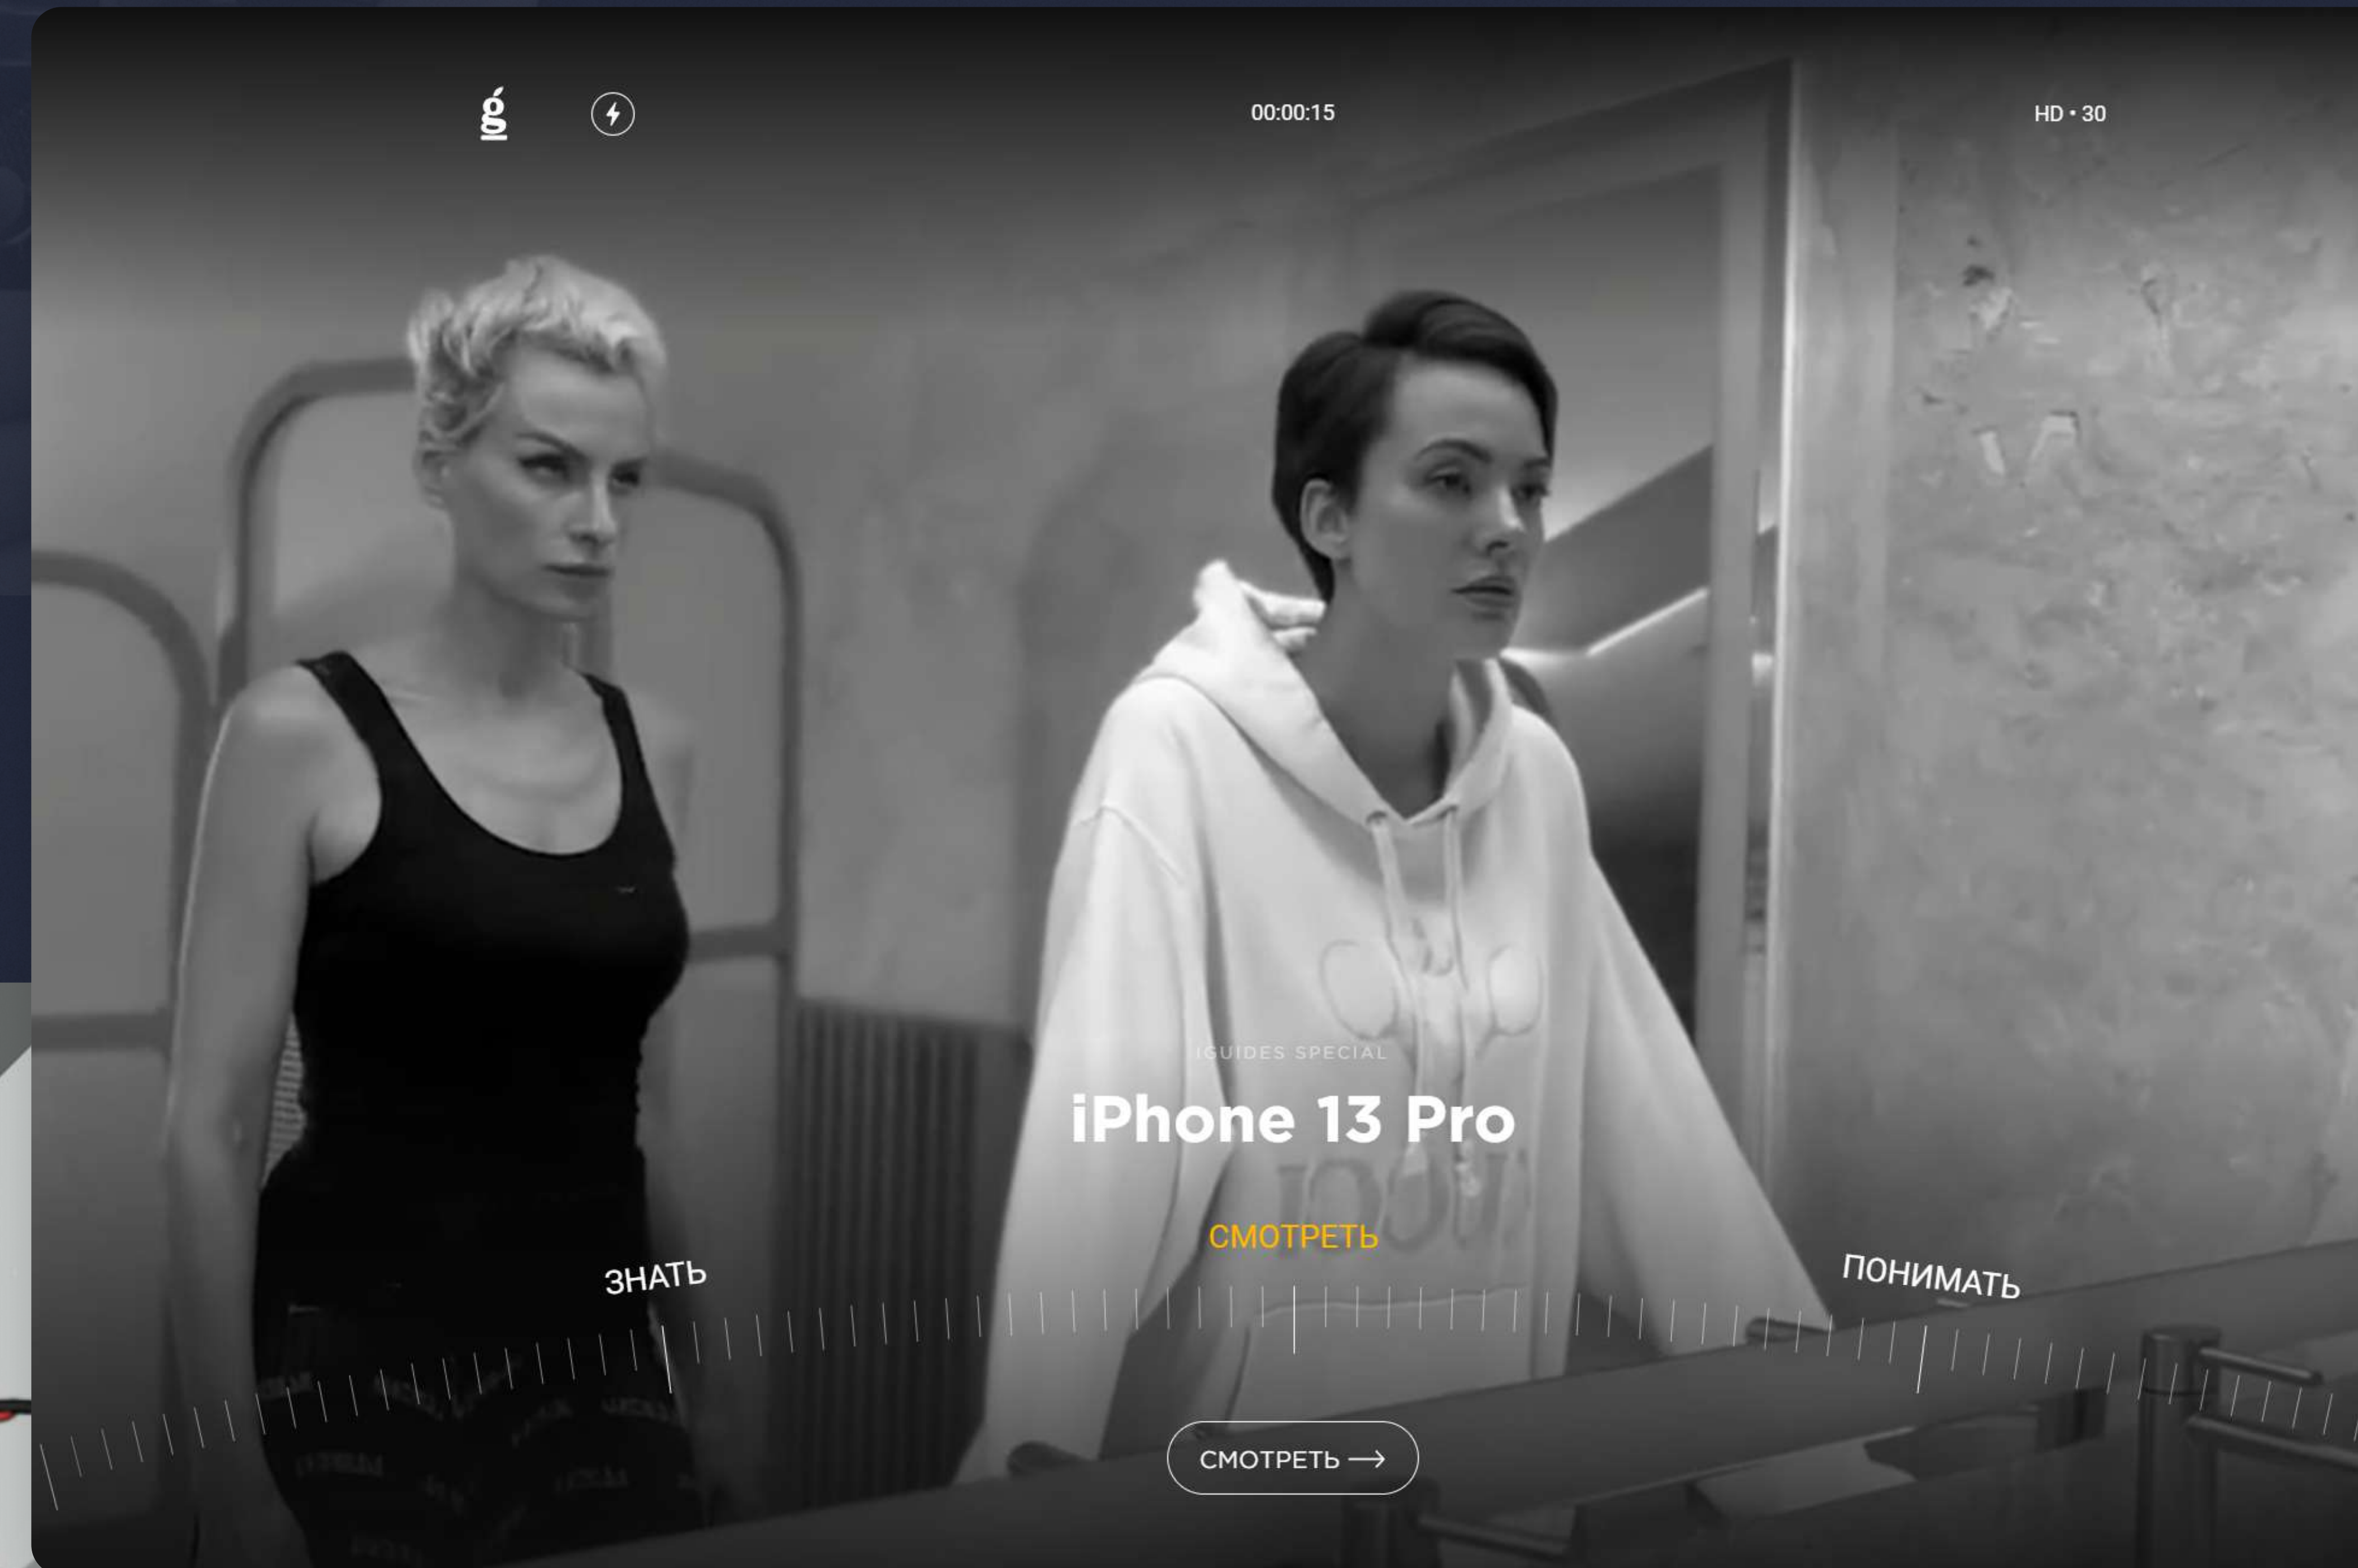 ǵ
00:00:15
HD • 30
IGUIDES SPECIAL
iPhone 13 Pro
СМОТРЕТЬ
ЗНАТЬ
ПОНИМАТЬ
СМОТРЕТЬ →